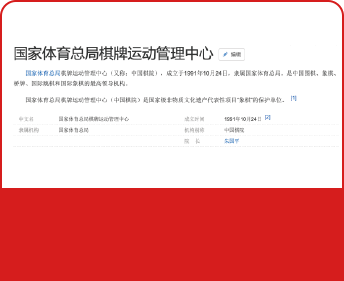 国家体育总局棋牌运动管理中心 编辑
国家体育总局棋牌运动管理中心（又称：中国棋院），成立于1991年10月24日，隶属国家体育总局，是中国围棋、象棋、
桥牌、国际跳棋和国际象棋的最高领导机构。
国家体育总局棋牌运动管理中心（中国棋院）是国家级非物质文化遗产代表性项目“象棋”的保护单位。 [1]
中文名 国家体育总局棋牌运动管理中心 成立时间 1991年10月24日 [2]
隶属机构 国家体育总局 机构别称 中国棋院
院 长 朱国平